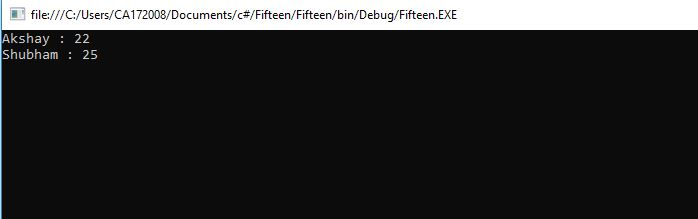 file:///C:/Users/CA172008/Documents/c#/Fifteen/Fifteen/bin/Debug/Fifteen.EXE
Akshay : 22
Shubham : 25